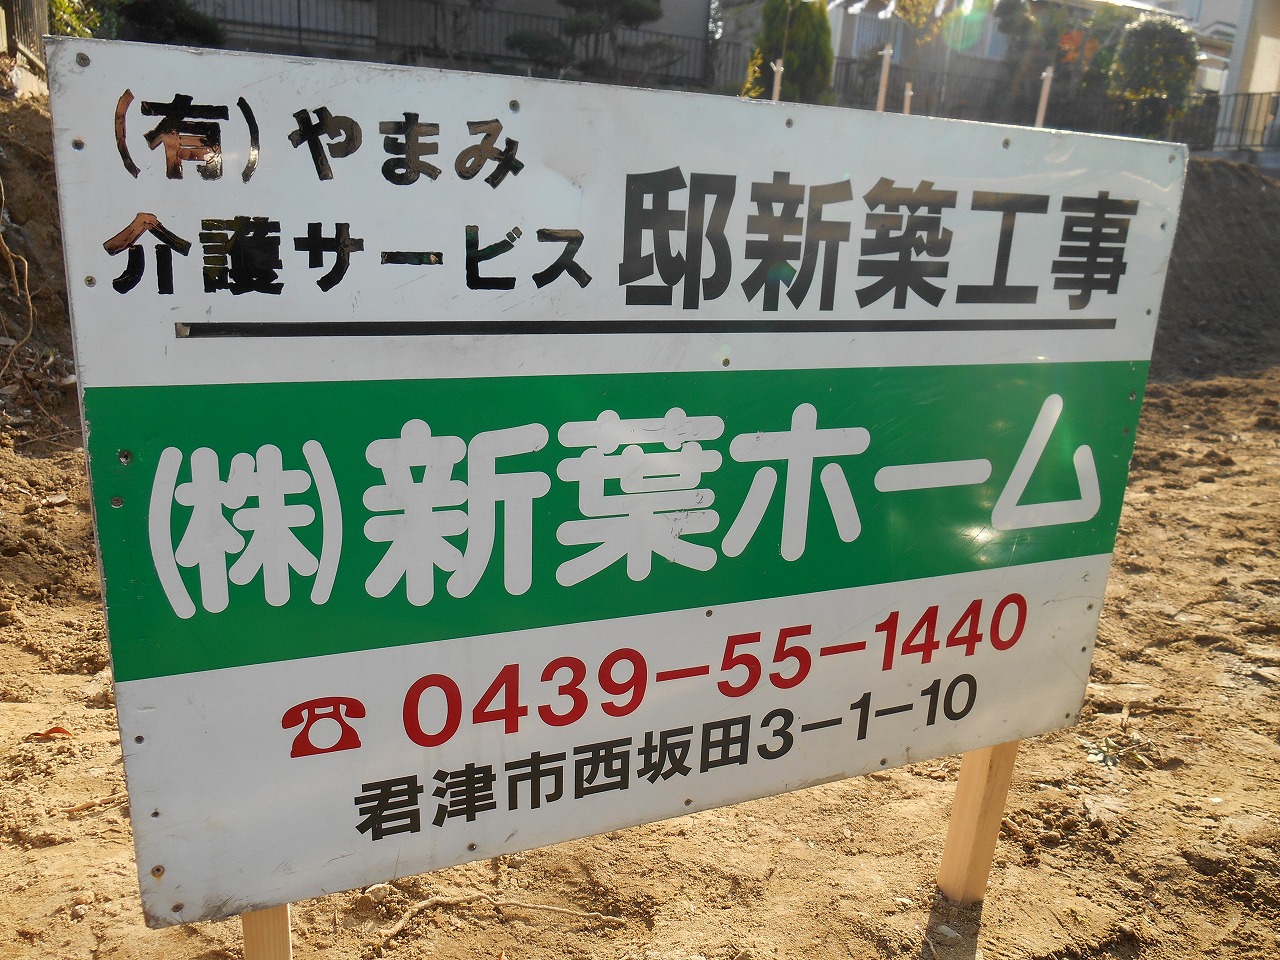 (有)やまみ
介護サービス 邸新築工事
(株)新葉ホーム
☎0439-55-1440
君津市西坂田3-1-10